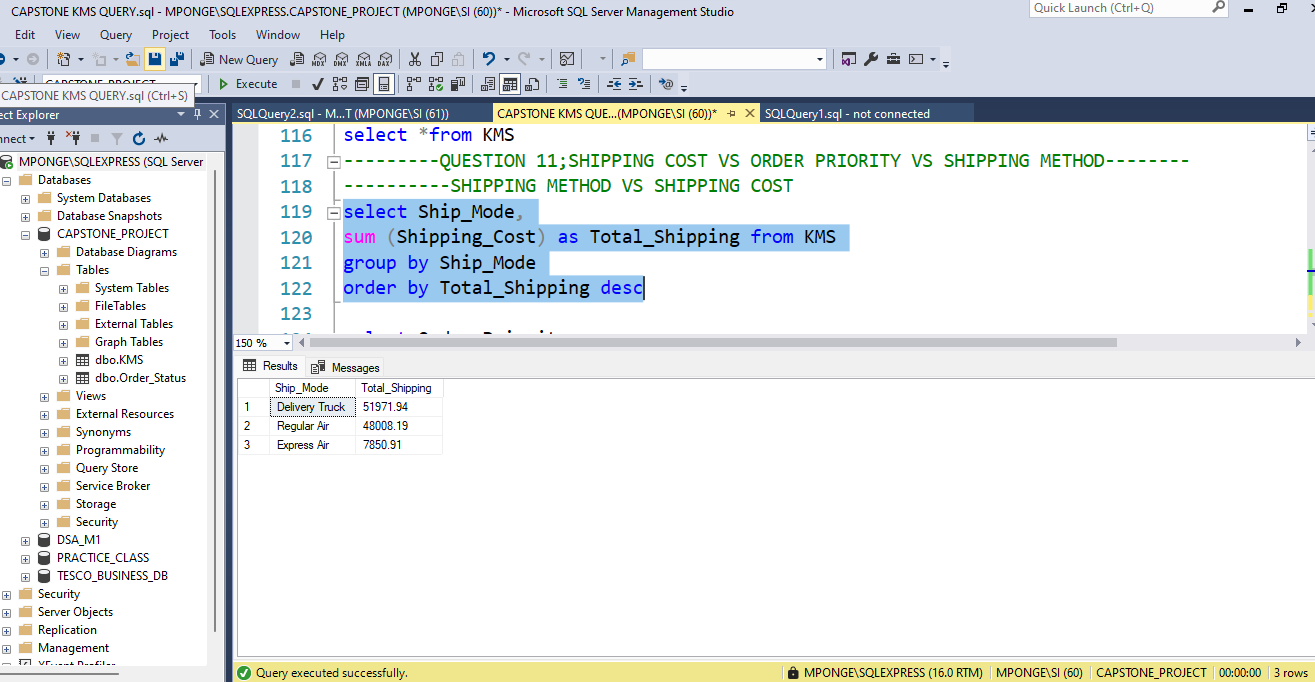 CAPSTONE KMS QUERY.sql - MPONGE\SQLEXPRESS.CAPSTONE_PROJECT (MPONGE\SI (60))* - Microsoft SQL Server Management Studio
Quick Launch (Ctrl+Q)
Edit View Query Project Tools Window Help
New Query MDX DMX XMLA DAX
CAPSTONE_PROJECT Execute
CAPSTONE KMS QUERY.sql (Ctrl+S)
ect Explorer
SQLQuery2.sql - M...T (MPONGE\SI (61))
CAPSTONE KMS QUE...(MPONGE\SI (60))*
SQLQuery1.sql - not connected
nnect
MPONGE\SQLEXPRESS (SQL Server
Databases
System Databases
Database Snapshots
CAPSTONE_PROJECT
Database Diagrams
Tables
System Tables
FileTables
External Tables
Graph Tables
dbo.KMS
dbo.Order_Status
Views
External Resources
Synonyms
Programmability
Query Store
Service Broker
Storage
Security
DSA_M1
PRACTICE_CLASS
TESCO_BUSINESS_DB
Security
Server Objects
Replication
Management
XEvent Profiler
116 select *from KMS
117 ---------QUESTION 11;SHIPPING COST VS ORDER PRIORITY VS SHIPPING METHOD--------
118 ----------SHIPPING METHOD VS SHIPPING COST
119 select Ship_Mode,
120 sum (Shipping_Cost) as Total_Shipping from KMS
121 group by Ship_Mode
122 order by Total_Shipping desc
123
150 %
Results Messages
Ship_Mode Total_Shipping
1 Delivery Truck 51971.94
2 Regular Air 48008.19
3 Express Air 7850.91
Query executed successfully.
MPONGE\SQLEXPRESS (16.0 RTM) MPONGE\SI (60) CAPSTONE_PROJECT 00:00:00 3 rows